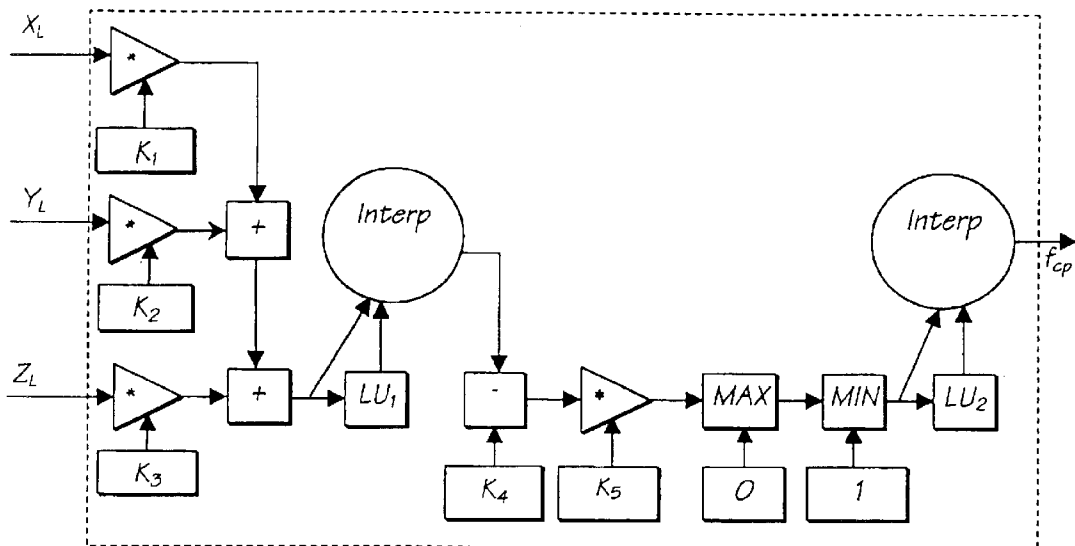 X_L
*
K_1
Y_L
*
+
Interp
Interp
f_cp
K_2
Z_L
*
+
LU_1
-
*
MAX
MIN
LU_2
K_3
K_4
K_5
0
1